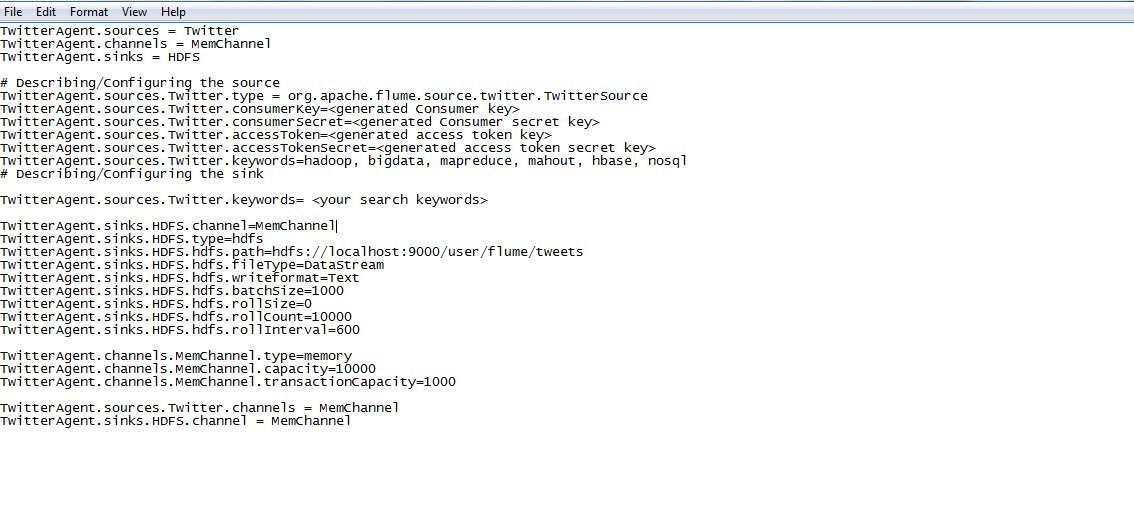 File Edit Format View Help
TwitterAgent.sources = Twitter
TwitterAgent.channels = MemChannel
TwitterAgent.sinks = HDFS
# Describing/Configuring the source
TwitterAgent.sources.Twitter.type = org.apache.flume.source.twitter.TwitterSource
TwitterAgent.sources.Twitter.consumerKey=<generated Consumer key>
TwitterAgent.sources.Twitter.consumerSecret=<generated Consumer secret key>
TwitterAgent.sources.Twitter.accessToken=<generated access token key>
TwitterAgent.sources.Twitter.accessTokenSecret=<generated access token secret key>
TwitterAgent.sources.Twitter.keywords=hadoop, bigdata, mapreduce, mahout, hbase, nosql
# Describing/Configuring the sink
TwitterAgent.sources.Twitter.keywords= <your search keywords>
TwitterAgent.sinks.HDFS.channel=MemChannel
TwitterAgent.sinks.HDFS.type=hdfs
TwitterAgent.sinks.HDFS.hdfs.path=hdfs://localhost:9000/user/flume/tweets
TwitterAgent.sinks.HDFS.hdfs.fileType=DataStream
TwitterAgent.sinks.HDFS.hdfs.writeformat=Text
TwitterAgent.sinks.HDFS.hdfs.batchSize=1000
TwitterAgent.sinks.HDFS.hdfs.rollSize=0
TwitterAgent.sinks.HDFS.hdfs.rollCount=10000
TwitterAgent.sinks.HDFS.hdfs.rollInterval=600
TwitterAgent.channels.MemChannel.type=memory
TwitterAgent.channels.MemChannel.capacity=10000
TwitterAgent.channels.MemChannel.transactionCapacity=1000
TwitterAgent.sources.Twitter.channels = MemChannel
TwitterAgent.sinks.HDFS.channel = MemChannel